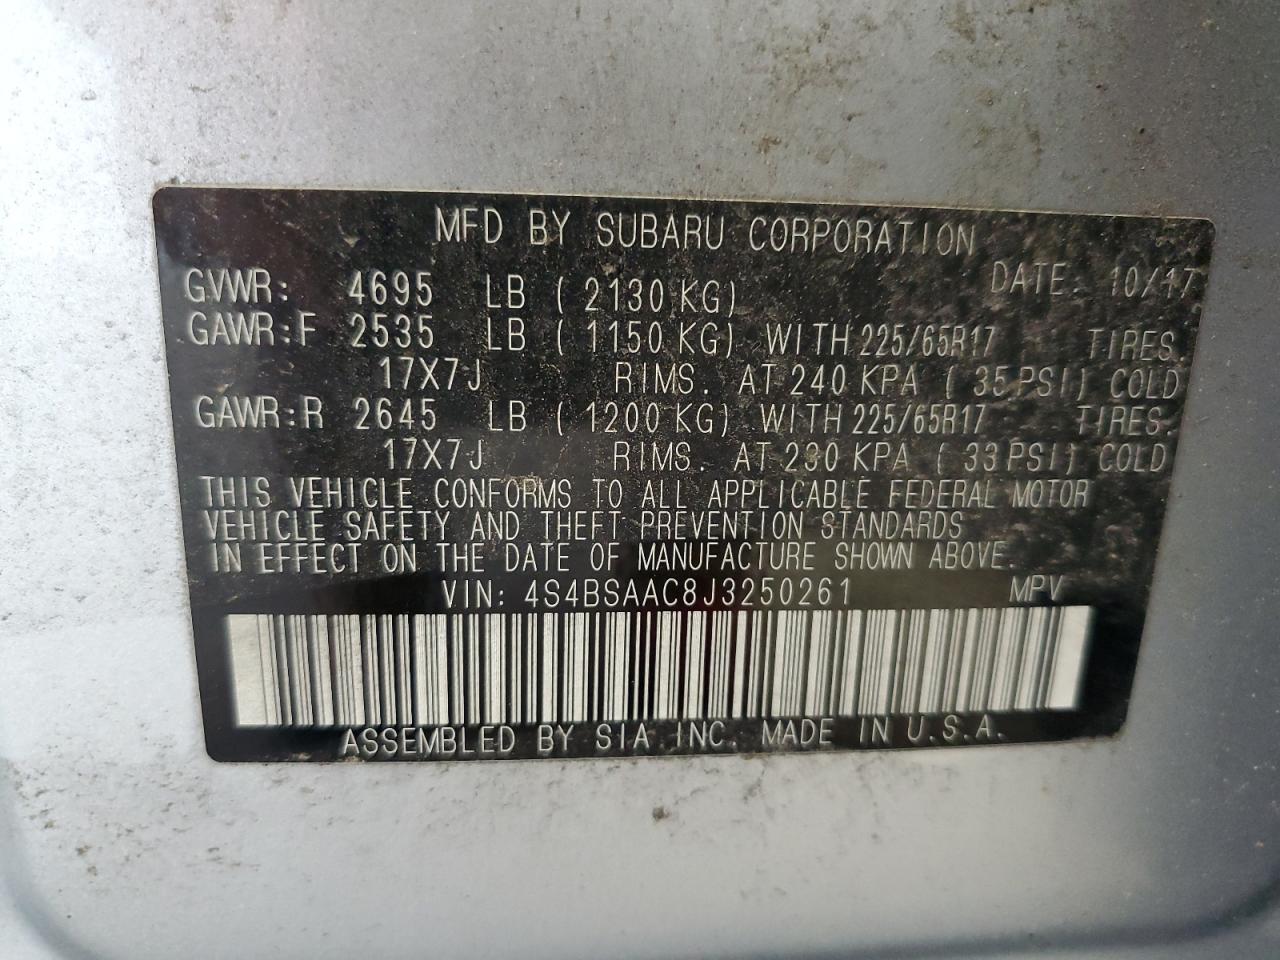 MFD BY SUBARU CORPORATION
DATE: 10/17
GVWR: 4695 LB ( 2130 KG)
GAWR:F 2535 LB ( 1150 KG) WITH 225/65R17 TIRES.
17X7J RIMS. AT 240 KPA ( 35 PSI) COLD
GAWR:R 2645 LB ( 1200 KG) WITH 225/65R17 TIRES.
17X7J RIMS. AT 230 KPA ( 33 PSI) COLD
THIS VEHICLE CONFORMS TO ALL APPLICABLE FEDERAL MOTOR
VEHICLE SAFETY AND THEFT PREVENTION STANDARDS
IN EFFECT ON THE DATE OF MANUFACTURE SHOWN ABOVE.
VIN: 4S4BSAAC8J3250261 MPV
ASSEMBLED BY SIA INC. MADE IN U.S.A.